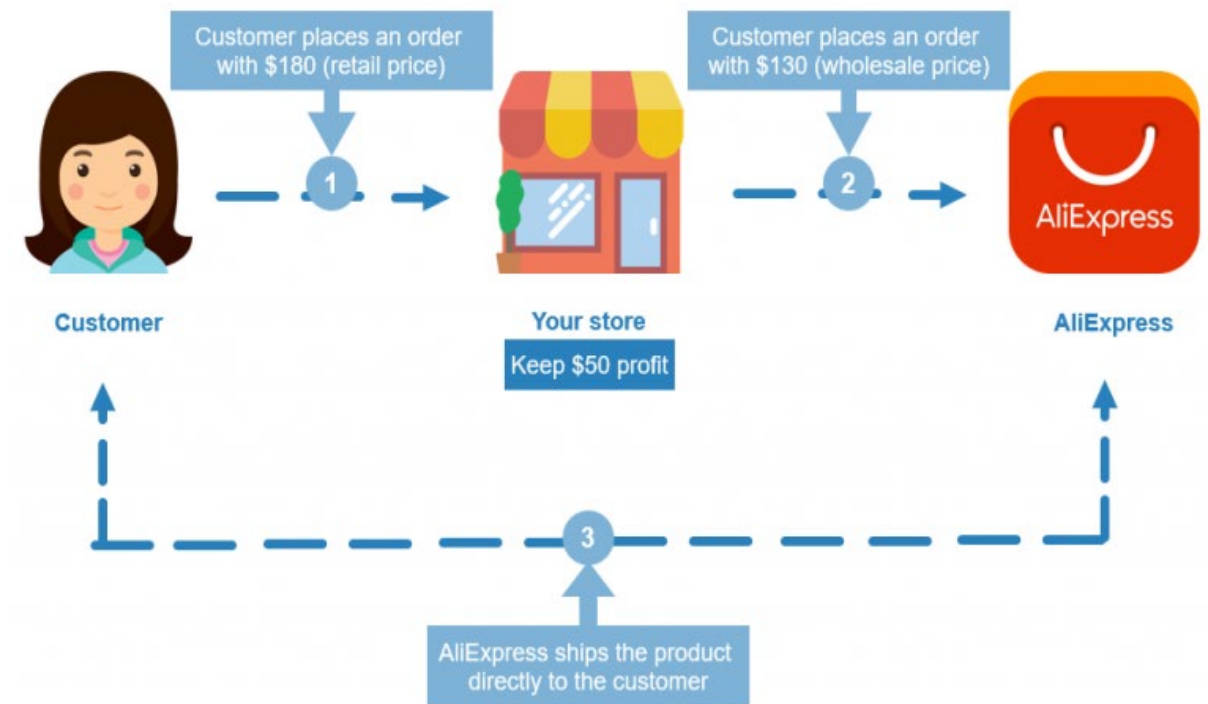 Customer places an order
with $180 (retail price)
Customer places an order
with $130 (wholesale price)
1
2
AliExpress
Customer
Your store
AliExpress
Keep $50 profit
3
AliExpress ships the product
directly to the customer